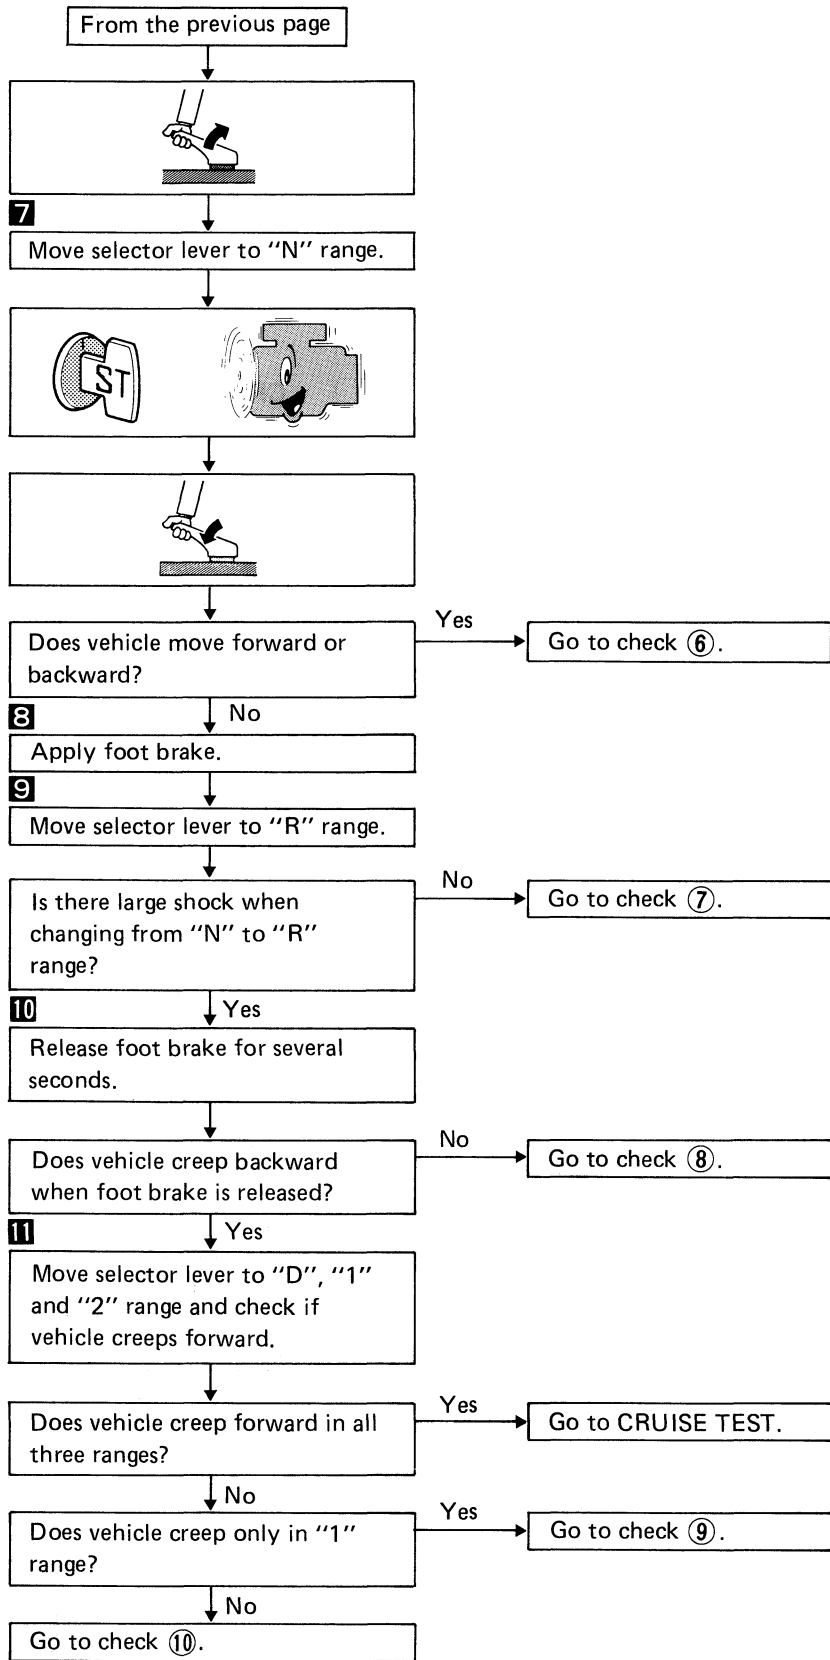 From the previous page
7
Move selector lever to “N” range.
ST
Does vehicle move forward or
backward?
Yes
Go to check ⑥.
No
8
Apply foot brake.
9
Move selector lever to “R” range.
Is there large shock when
changing from “N” to “R”
range?
No
Go to check ⑦.
Yes
10
Release foot brake for several
seconds.
Does vehicle creep backward
when foot brake is released?
No
Go to check ⑧.
Yes
11
Move selector lever to “D”, “1”
and “2” range and check if
vehicle creeps forward.
Does vehicle creep forward in all
three ranges?
Yes
Go to CRUISE TEST.
No
Does vehicle creep only in “1”
range?
Yes
Go to check ⑨.
No
Go to check ⑩.